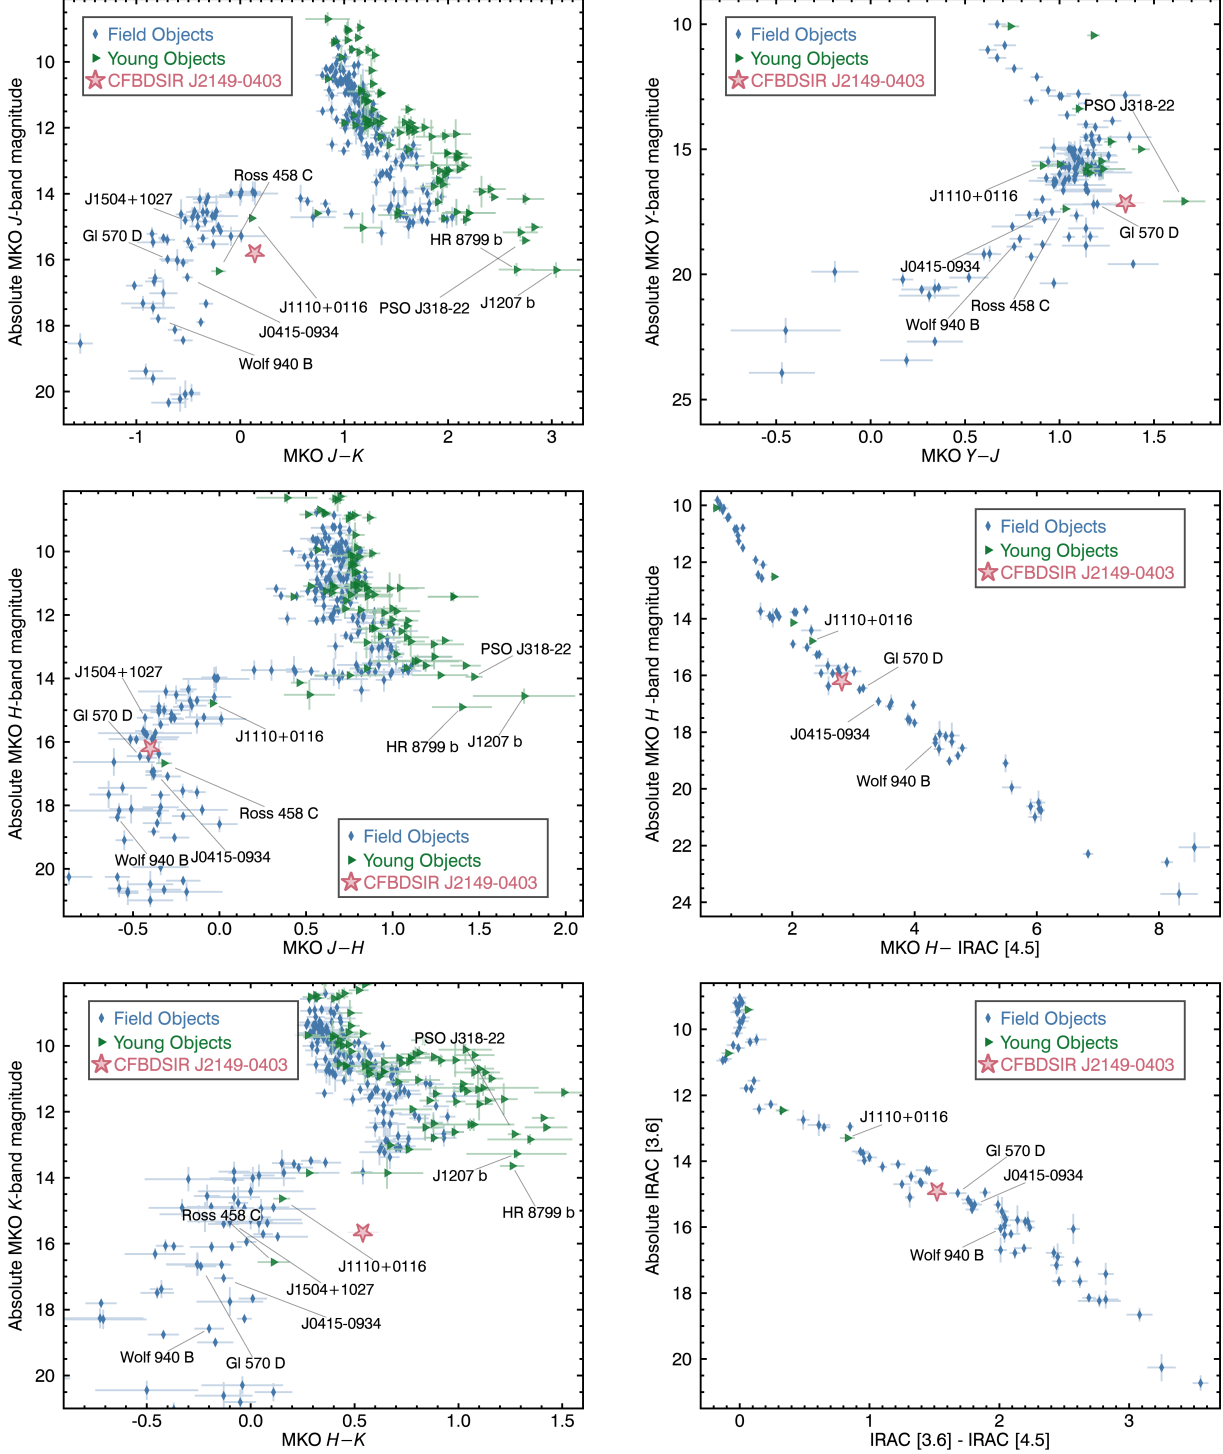 Field Objects
Young Objects
CFBDSIR J2149-0403
Ross 458 C
J1504+1027
Gl 570 D
HR 8799 b
J1110+0116
PSO J318-22
J1207 b
J0415-0934
Wolf 940 B
10
12
14
16
18
20
-1
0
1
2
3
Absolute MKO J-band magnitude
MKO J−K
Field Objects
Young Objects
CFBDSIR J2149-0403
PSO J318-22
J1110+0116
Gl 570 D
J0415-0934
Ross 458 C
Wolf 940 B
10
15
20
25
-0.5
0.0
0.5
1.0
1.5
Absolute MKO Y-band magnitude
MKO Y−J
PSO J318-22
J1504+1027
Gl 570 D
J1110+0116
HR 8799 b
J1207 b
Ross 458 C
Wolf 940 B
J0415-0934
Field Objects
Young Objects
CFBDSIR J2149-0403
10
12
14
16
18
20
-0.5
0.0
0.5
1.0
1.5
2.0
Absolute MKO H-band magnitude
MKO J−H
Field Objects
Young Objects
CFBDSIR J2149-0403
J1110+0116
Gl 570 D
J0415-0934
Wolf 940 B
10
12
14
16
18
20
22
24
2
4
6
8
Absolute MKO H -band magnitude
MKO H− IRAC [4.5]
Field Objects
Young Objects
CFBDSIR J2149-0403
PSO J318-22
J1207 b
HR 8799 b
Ross 458 C
J1110+0116
J1504+1027
J0415-0934
Wolf 940 B
Gl 570 D
10
12
14
16
18
20
-0.5
0.0
0.5
1.0
1.5
Absolute MKO K-band magnitude
MKO H−K
Field Objects
Young Objects
CFBDSIR J2149-0403
J1110+0116
Gl 570 D
J0415-0934
Wolf 940 B
10
12
14
16
18
20
0
1
2
3
Absolute IRAC [3.6]
IRAC [3.6] - IRAC [4.5]